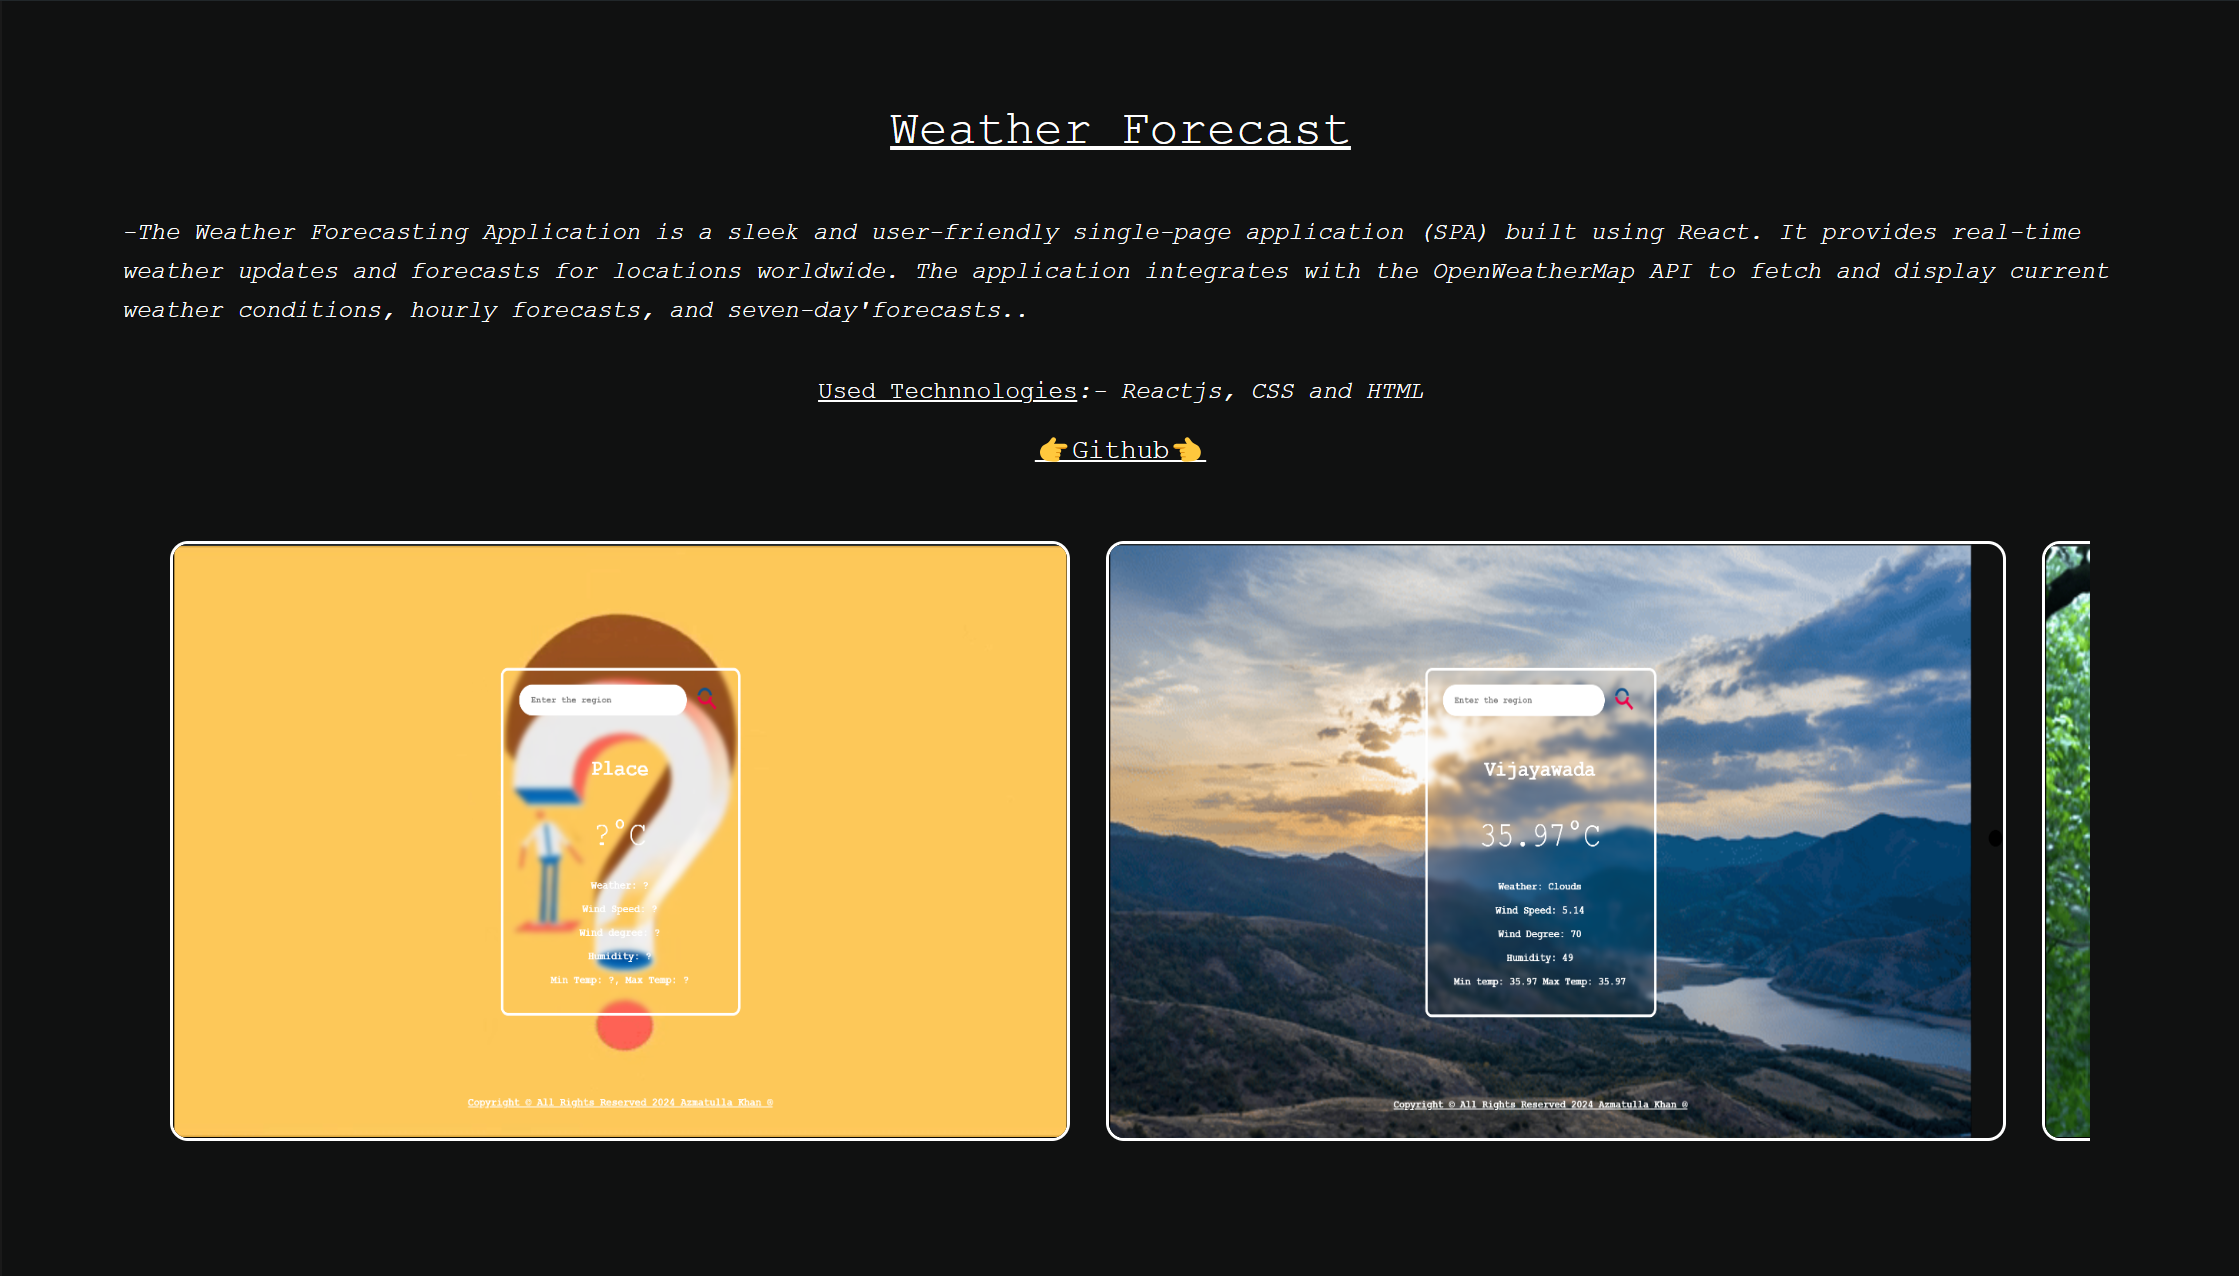 Weather Forecast
-The Weather Forecasting Application is a sleek and user-friendly single-page application (SPA) built using React. It provides real-time
weather updates and forecasts for locations worldwide. The application integrates with the OpenWeatherMap API to fetch and display current
weather conditions, hourly forecasts, and seven-day'forecasts..
Used Technnologies:- Reactjs, CSS and HTML
👉Github👈
Enter the region
Place
?°C
Weather: ?
Wind Speed: ?
Wind degree: ?
Humidity: ?
Min Temp: ?, Max Temp: ?
Copyright © All Rights Reserved 2024 Azmatulla Khan ®
Enter the region
Vijayawada
35.97°C
Weather: Clouds
Wind Speed: 5.14
Wind Degree: 70
Humidity: 49
Min temp: 35.97 Max Temp: 35.97
Copyright © All Rights Reserved 2024 Azmatulla Khan ®